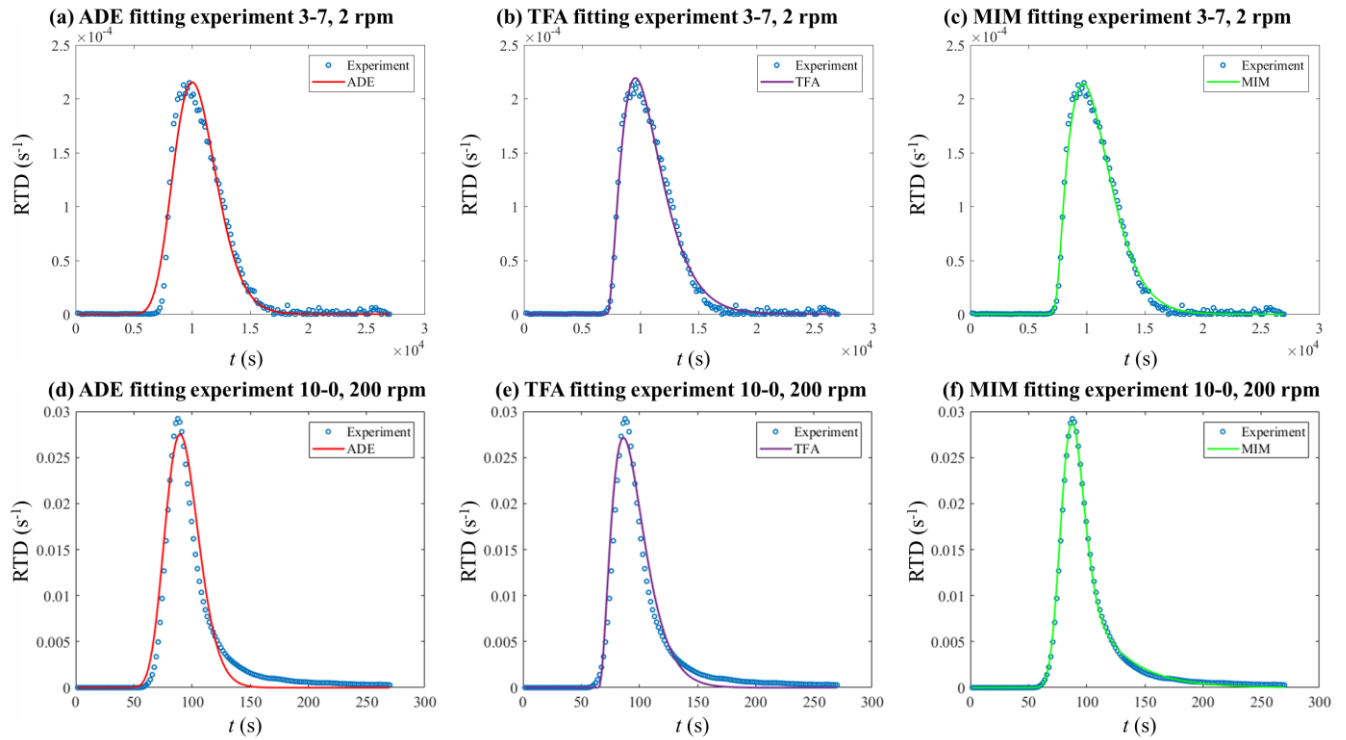 (a) ADE fitting experiment 3-7, 2 rpm
×10⁻⁴
2.5
2
1.5
1
0.5
0
RTD (s⁻¹)
Experiment
ADE
0
0.5
1
1.5
2
2.5
3
×10⁴
t (s)
(b) TFA fitting experiment 3-7, 2 rpm
×10⁻⁴
2.5
2
1.5
1
0.5
0
RTD (s⁻¹)
Experiment
TFA
0
0.5
1
1.5
2
2.5
3
×10⁴
t (s)
(c) MIM fitting experiment 3-7, 2 rpm
×10⁻⁴
2.5
2
1.5
1
0.5
0
RTD (s⁻¹)
Experiment
MIM
0
0.5
1
1.5
2
2.5
3
×10⁴
t (s)
(d) ADE fitting experiment 10-0, 200 rpm
0.03
0.025
0.02
0.015
0.01
0.005
0
RTD (s⁻¹)
Experiment
ADE
0
50
100
150
200
250
300
t (s)
(e) TFA fitting experiment 10-0, 200 rpm
0.03
0.025
0.02
0.015
0.01
0.005
0
RTD (s⁻¹)
Experiment
TFA
0
50
100
150
200
250
300
t (s)
(f) MIM fitting experiment 10-0, 200 rpm
0.03
0.025
0.02
0.015
0.01
0.005
0
RTD (s⁻¹)
Experiment
MIM
0
50
100
150
200
250
300
t (s)